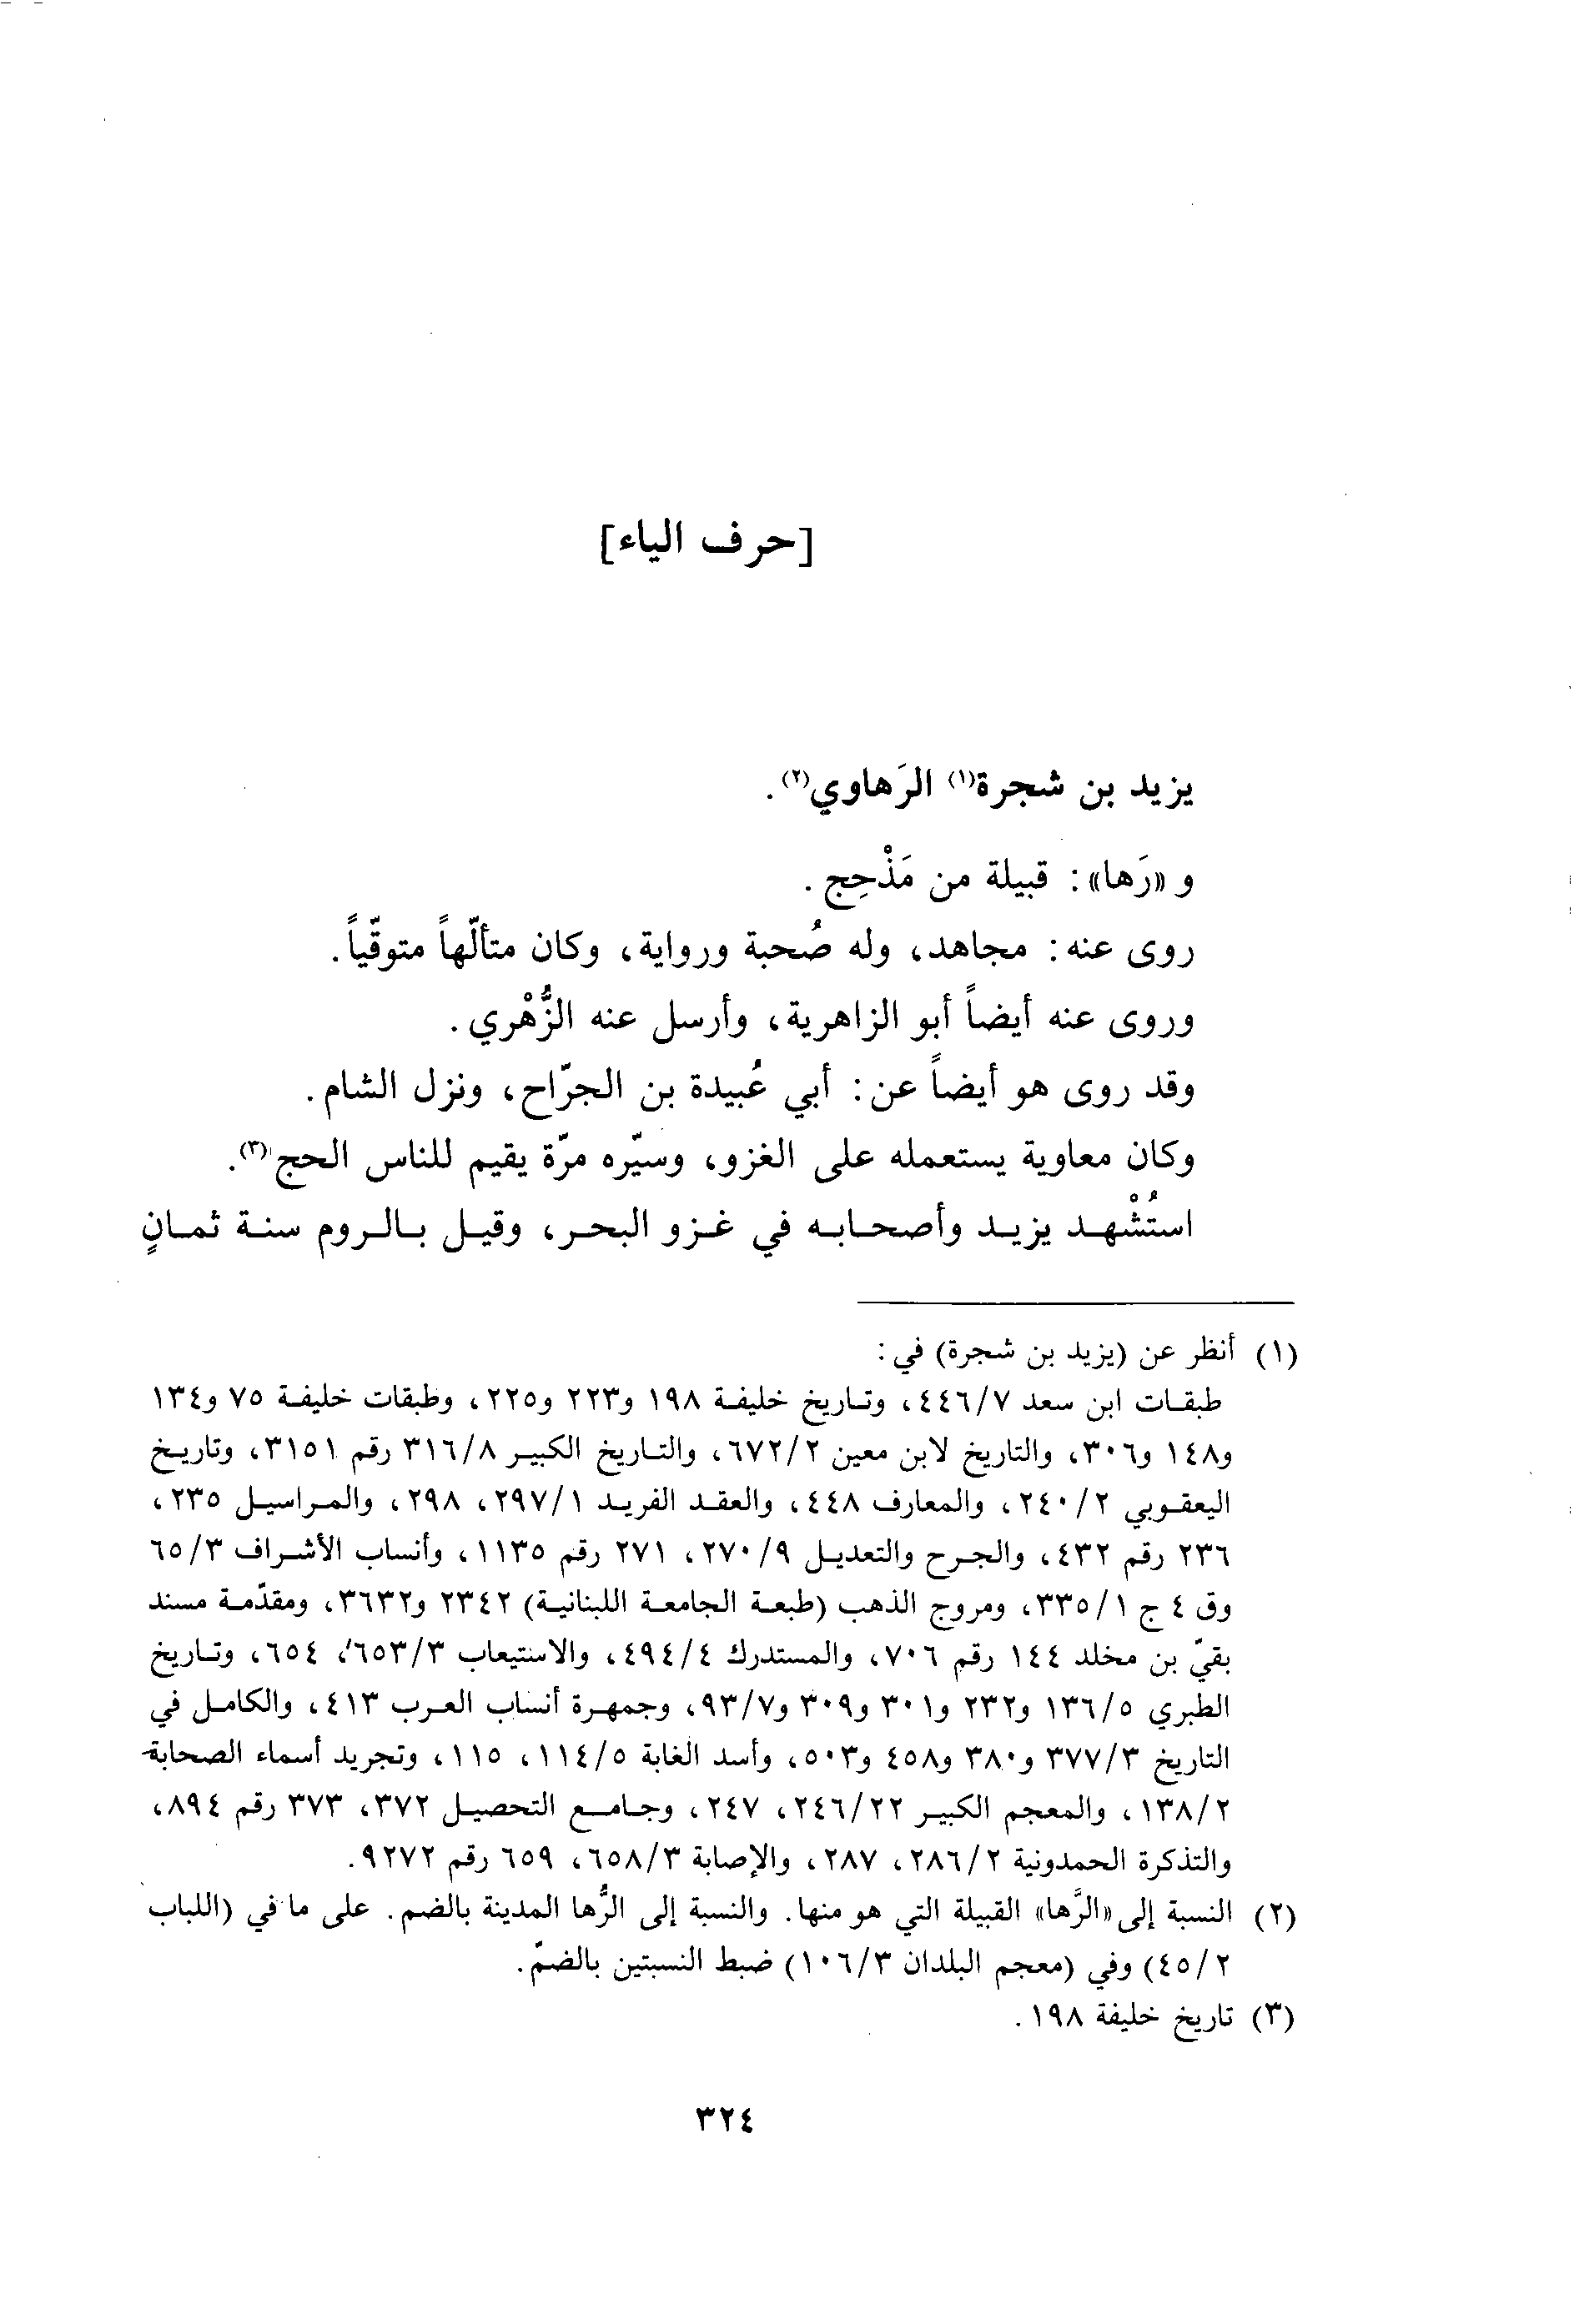 [حرف الياء]
يزيد بن شجرة(١) الرَهاوي(٢).
و «رَها»: قبيلة من مَذْحِج.
روى عنه: مجاهد، وله صُحبة ورواية، وكان متألّهاً متوقّياً.
وروى عنه أيضاً أبو الزاهرية، وأرسل عنه الزُّهْري.
وقد روى هو أيضاً عن: أبي عُبيدة بن الجرّاح، ونزل الشام.
وكان معاوية يستعمله على الغزو، وسيّره مرّة يقيم للناس الحج(٣).
استُشْهد يزيد وأصحابه في غزو البحر، وقيل بالروم سنة ثمانٍ
(١) أنظر عن (يزيد بن شجرة) في:
طبقات ابن سعد ٤٤٦/٧، وتاريخ خليفة ١٩٨ و٢٢٣ و٢٢٥، وطبقات خليفة ٧٥ و١٣٤
و١٤٨ و٣٠٦، والتاريخ لابن معين ٦٧٢/٢، والتاريخ الكبير ٣١٦/٨ رقم ٣١٥١، وتاريخ
اليعقوبي ٢٤٠/٢، والمعارف ٤٤٨، والعقد الفريد ٢٩٧/١، ٢٩٨، والمراسيل ٢٣٥،
٢٣٦ رقم ٤٣٢، والجرح والتعديل ٢٧٠/٩، ٢٧١ رقم ١١٣٥، وأنساب الأشراف ٦٥/٣
وق ٤ ج ٣٣٥/١، ومروج الذهب (طبعة الجامعة اللبنانية) ٢٣٤٢ و٣٦٣٢، ومقدّمة مسند
بقيّ بن مخلد ١٤٤ رقم ٧٠٦، والمستدرك ٤٩٤/٤، والاستيعاب ٦٥٣/٣، ٦٥٤، وتاريخ
الطبري ١٣٦/٥ و٢٣٢ و٣٠١ و٣٠٩ و٩٣/٧، وجمهرة أنساب العرب ٤١٣، والكامل في
التاريخ ٣٧٧/٣ و٣٨٠ و٤٥٨ و٥٠٣، وأسد الغابة ١١٤/٥، ١١٥، وتجريد أسماء الصحابة
١٣٨/٢، والمعجم الكبير ٢٤٦/٢٢، ٢٤٧، وجامع التحصيل ٣٧٢، ٣٧٣ رقم ٨٩٤،
والتذكرة الحمدونية ٢٨٦/٢، ٢٨٧، والإصابة ٦٥٨/٣، ٦٥٩ رقم ٩٢٧٢.
(٢) النسبة إلى «الرَّها» القبيلة التي هو منها. والنسبة إلى الرُّها المدينة بالضم. على ما في (اللباب
٤٥/٢) وفي (معجم البلدان ١٠٦/٣) ضبط النسبتين بالضمّ.
(٣) تاريخ خليفة ١٩٨.
٣٢٤